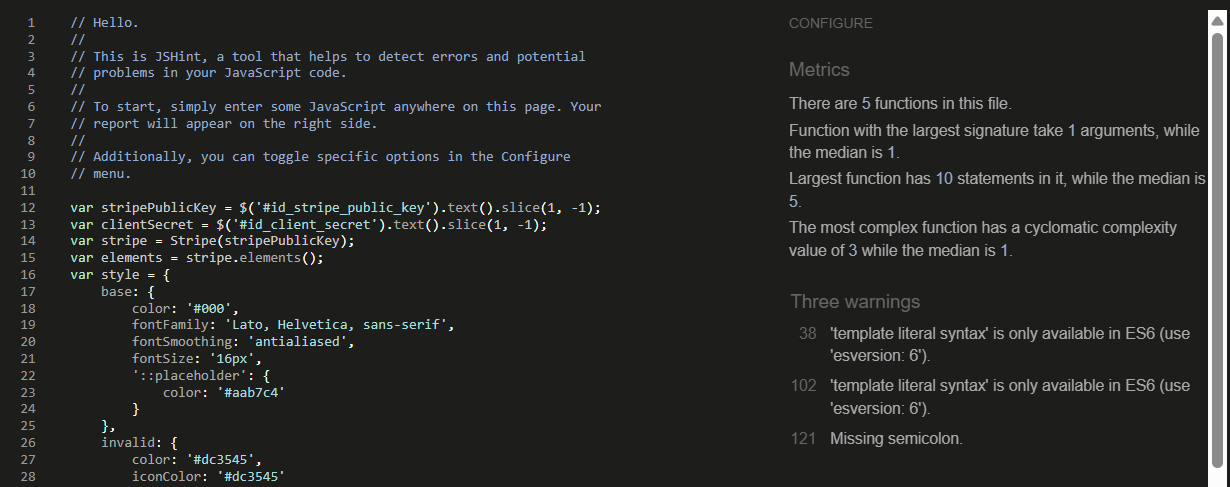 1 // Hello.
2 //
3 // This is JSHint, a tool that helps to detect errors and potential
4 // problems in your JavaScript code.
5 //
6 // To start, simply enter some JavaScript anywhere on this page. Your
7 // report will appear on the right side.
8 //
9 // Additionally, you can toggle specific options in the Configure
10 // menu.
11
12 var stripePublicKey = $('#id_stripe_public_key').text().slice(1, -1);
13 var clientSecret = $('#id_client_secret').text().slice(1, -1);
14 var stripe = Stripe(stripePublicKey);
15 var elements = stripe.elements();
16 var style = {
17     base: {
18         color: '#000',
19         fontFamily: 'Lato, Helvetica, sans-serif',
20         fontSmoothing: 'antialiased',
21         fontSize: '16px',
22         '::placeholder': {
23             color: '#aab7c4'
24         }
25     },
26     invalid: {
27         color: '#dc3545',
28         iconColor: '#dc3545'
CONFIGURE
Metrics
There are 5 functions in this file.
Function with the largest signature take 1 arguments, while
the median is 1.
Largest function has 10 statements in it, while the median is
5.
The most complex function has a cyclomatic complexity
value of 3 while the median is 1.
Three warnings
38 'template literal syntax' is only available in ES6 (use
'esversion: 6').
102 'template literal syntax' is only available in ES6 (use
'esversion: 6').
121 Missing semicolon.